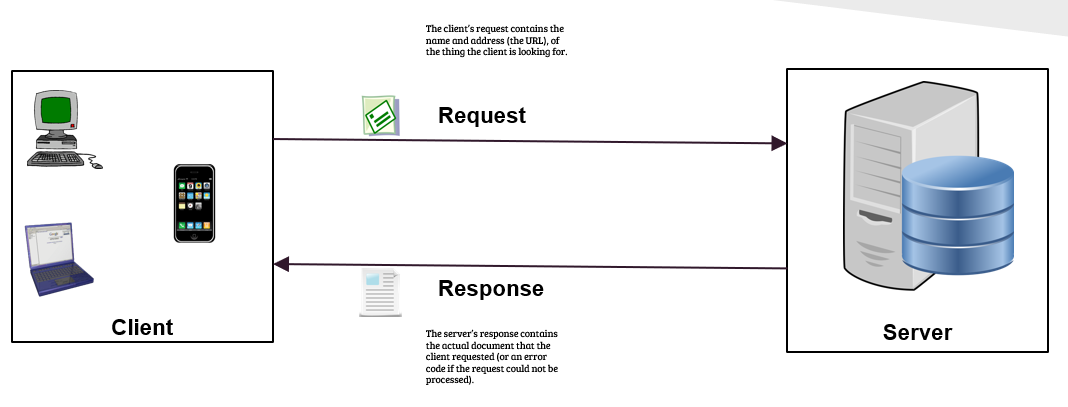 The client's request contains the
name and address (the URL), of
the thing the client is looking for.
Request
Client
Server
Response
The server's response contains
the actual document that the
client requested (or an error
code if the request could not be
processed).